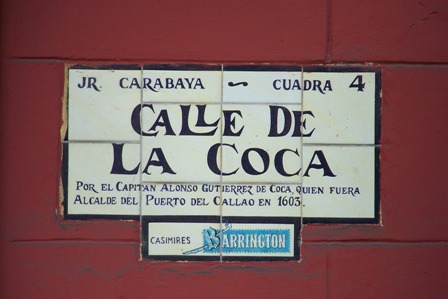 JR. CARABAYA ~ CUADRA 4
CALLE DE
LA COCA
POR EL CAPITAN ALONSO GUTIERREZ DE COCA, QUIEN FUERA
ALCALDE DEL PUERTO DEL CALLAO EN 1603.
CASIMIRES BARRINGTON